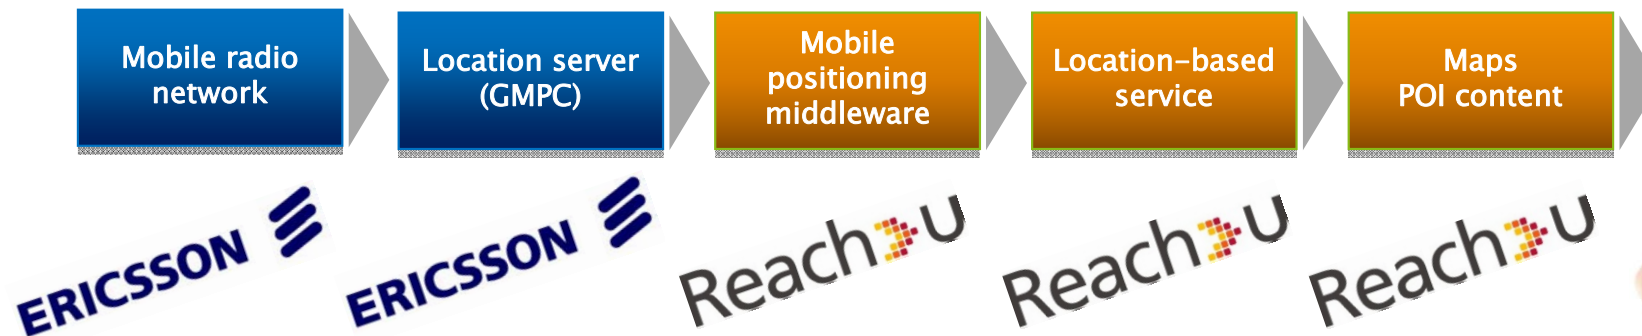 Mobile radio
network
Location server
(GMPC)
Mobile
positioning
middleware
Location-based
service
Maps
POI content
ERICSSON
ERICSSON
Reach U
Reach U
Reach U